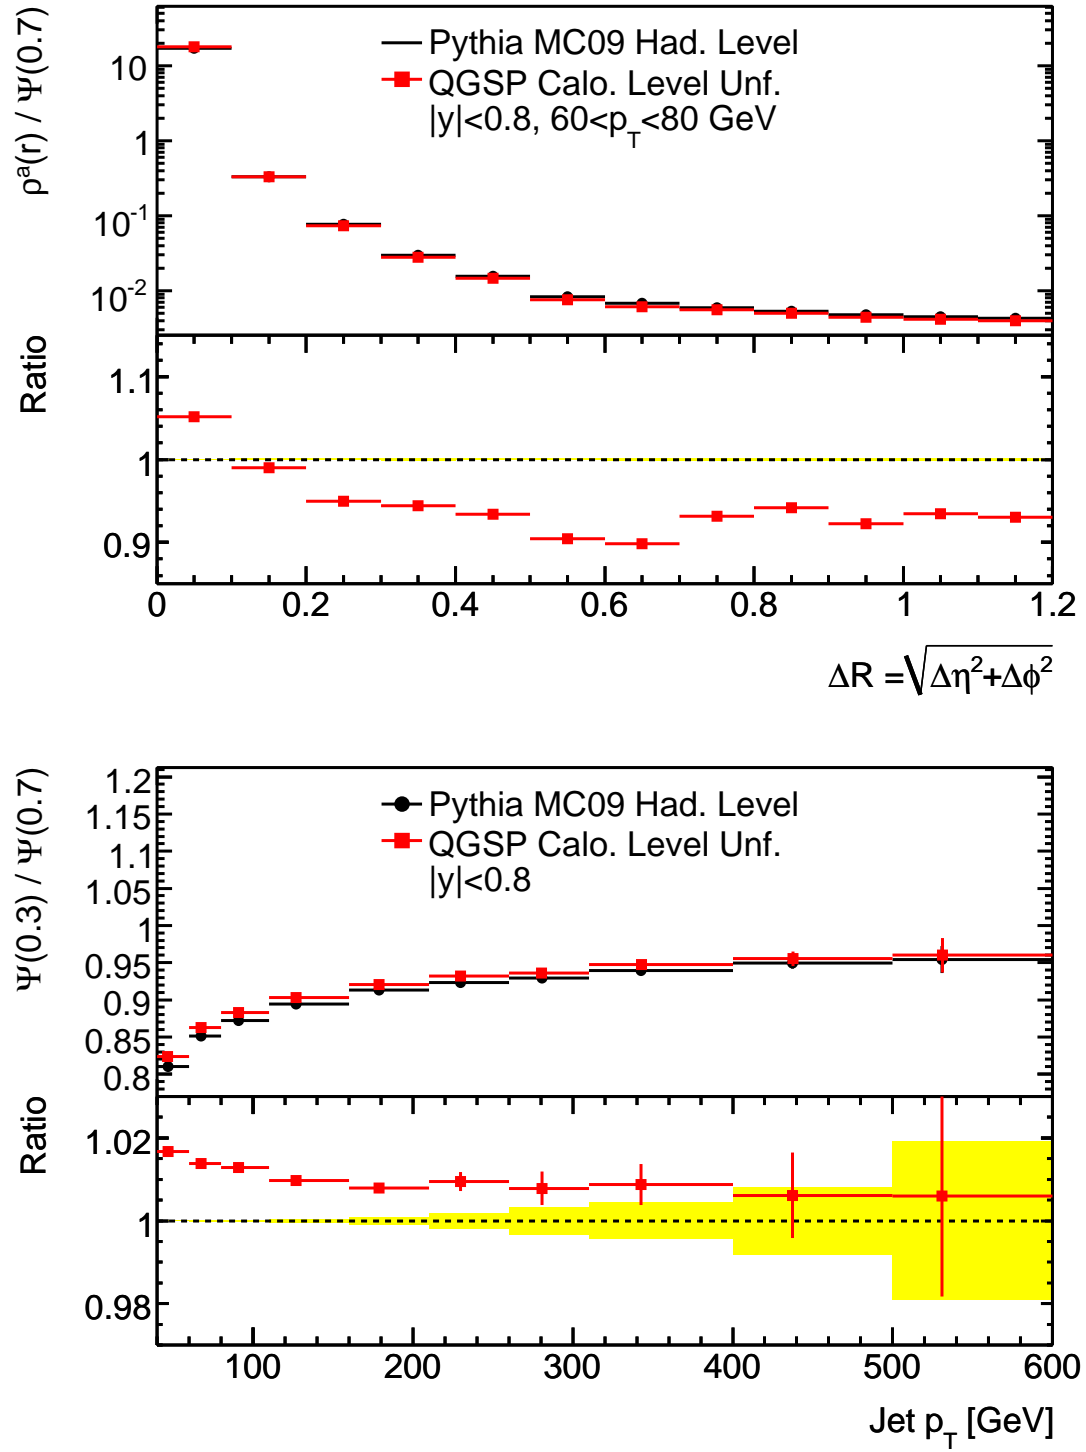 ρᵃ(r) / Ψ(0.7)
Pythia MC09 Had. Level
QGSP Calo. Level Unf.
|y|<0.8, 60<p_T<80 GeV
10
1
10⁻¹
10⁻²
Ratio
1.1
1
0.9
0 0.2 0.4 0.6 0.8 1 1.2
ΔR = √Δη²+Δϕ²
Ψ(0.3) / Ψ(0.7)
Pythia MC09 Had. Level
QGSP Calo. Level Unf.
|y|<0.8
1.2
1.15
1.1
1.05
1
0.95
0.9
0.85
0.8
Ratio
1.02
1
0.98
100 200 300 400 500 600
Jet p_T [GeV]